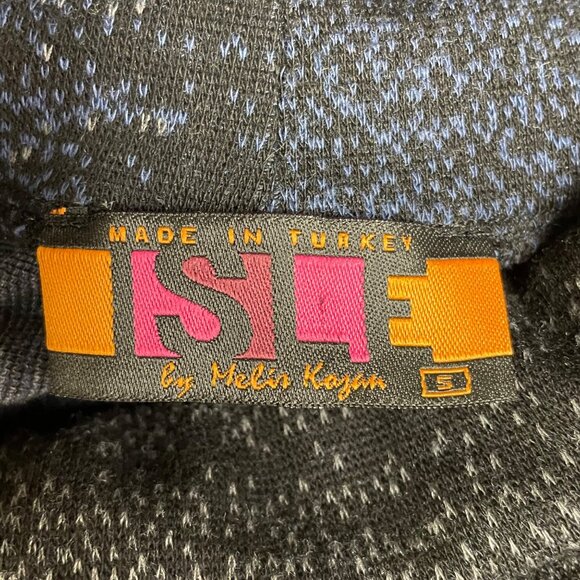 MADE IN TURKEY
ISLE
by Melis Kozan
S